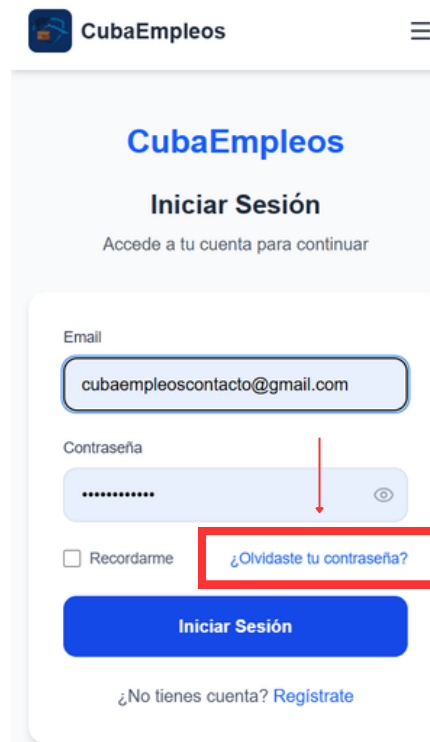 CubaEmpleos
CubaEmpleos
Iniciar Sesión
Accede a tu cuenta para continuar
Email
cubaempleoscontacto@gmail.com
Contraseña
••••••••••••
Recordarme
¿Olvidaste tu contraseña?
Iniciar Sesión
¿No tienes cuenta? Regístrate